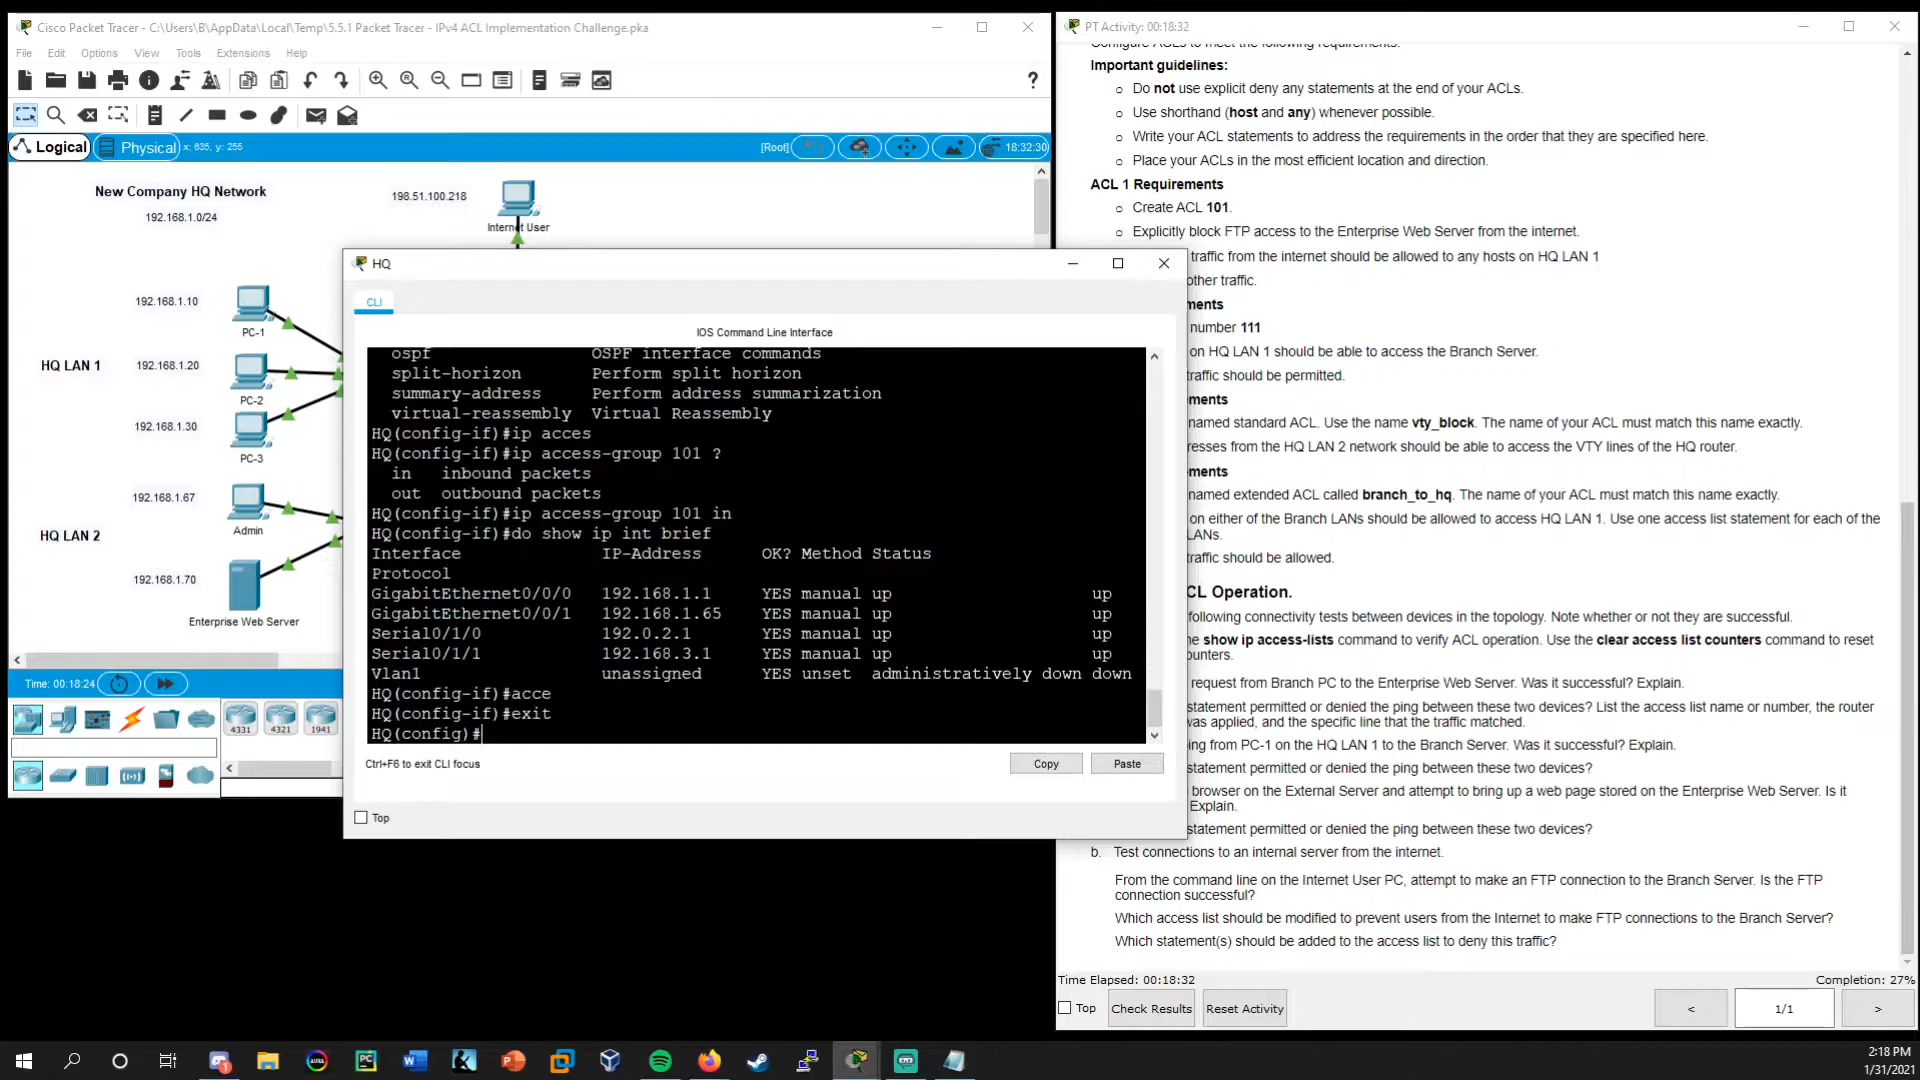 Cisco Packet Tracer - C:\Users\B\AppData\Local\Temp\5.5.1 Packet Tracer - IPv4 ACL Implementation Challenge.pka
File Edit Options View Tools Extensions Help
Logical Physical x: 635, y: 255 [Root] 18:32:30
New Company HQ Network
192.168.1.0/24
198.51.100.218
Internet User
192.168.1.10
PC-1
HQ LAN 1
192.168.1.20
PC-2
192.168.1.30
PC-3
192.168.1.67
Admin
HQ LAN 2
192.168.1.70
Enterprise Web Server
Time: 00:18:24
4331 4321 1941
HQ
CLI
IOS Command Line Interface
ospf OSPF interface commands
split-horizon Perform split horizon
summary-address Perform address summarization
virtual-reassembly Virtual Reassembly
HQ(config-if)#ip acces
HQ(config-if)#ip access-group 101 ?
in inbound packets
out outbound packets
HQ(config-if)#ip access-group 101 in
HQ(config-if)#do show ip int brief
Interface IP-Address OK? Method Status
Protocol
GigabitEthernet0/0/0 192.168.1.1 YES manual up up
GigabitEthernet0/0/1 192.168.1.65 YES manual up up
Serial0/1/0 192.0.2.1 YES manual up up
Serial0/1/1 192.168.3.1 YES manual up up
Vlan1 unassigned YES unset administratively down down
HQ(config-if)#acce
HQ(config-if)#exit
HQ(config)#
Ctrl+F6 to exit CLI focus
Copy Paste
Top
PT Activity: 00:18:32
Configure ACLs to meet the following requirements:
Important guidelines:
Do not use explicit deny any statements at the end of your ACLs.
Use shorthand (host and any) whenever possible.
Write your ACL statements to address the requirements in the order that they are specified here.
Place your ACLs in the most efficient location and direction.
ACL 1 Requirements
Create ACL 101.
Explicitly block FTP access to the Enterprise Web Server from the internet.
traffic from the internet should be allowed to any hosts on HQ LAN 1
other traffic.
ments
number 111
on HQ LAN 1 should be able to access the Branch Server.
traffic should be permitted.
ments
named standard ACL. Use the name vty_block. The name of your ACL must match this name exactly.
resses from the HQ LAN 2 network should be able to access the VTY lines of the HQ router.
ments
named extended ACL called branch_to_hq. The name of your ACL must match this name exactly.
on either of the Branch LANs should be allowed to access HQ LAN 1. Use one access list statement for each of the
LANs.
traffic should be allowed.
CL Operation.
following connectivity tests between devices in the topology. Note whether or not they are successful.
he show ip access-lists command to verify ACL operation. Use the clear access list counters command to reset
unters.
request from Branch PC to the Enterprise Web Server. Was it successful? Explain.
statement permitted or denied the ping between these two devices? List the access list name or number, the router
was applied, and the specific line that the traffic matched.
ing from PC-1 on the HQ LAN 1 to the Branch Server. Was it successful? Explain.
statement permitted or denied the ping between these two devices?
browser on the External Server and attempt to bring up a web page stored on the Enterprise Web Server. Is it
Explain.
statement permitted or denied the ping between these two devices?
b. Test connections to an internal server from the internet.
From the command line on the Internet User PC, attempt to make an FTP connection to the Branch Server. Is the FTP
connection successful?
Which access list should be modified to prevent users from the Internet to make FTP connections to the Branch Server?
Which statement(s) should be added to the access list to deny this traffic?
Time Elapsed: 00:18:32 Completion: 27%
Top Check Results Reset Activity < 1/1 >
2:18 PM
1/31/2021